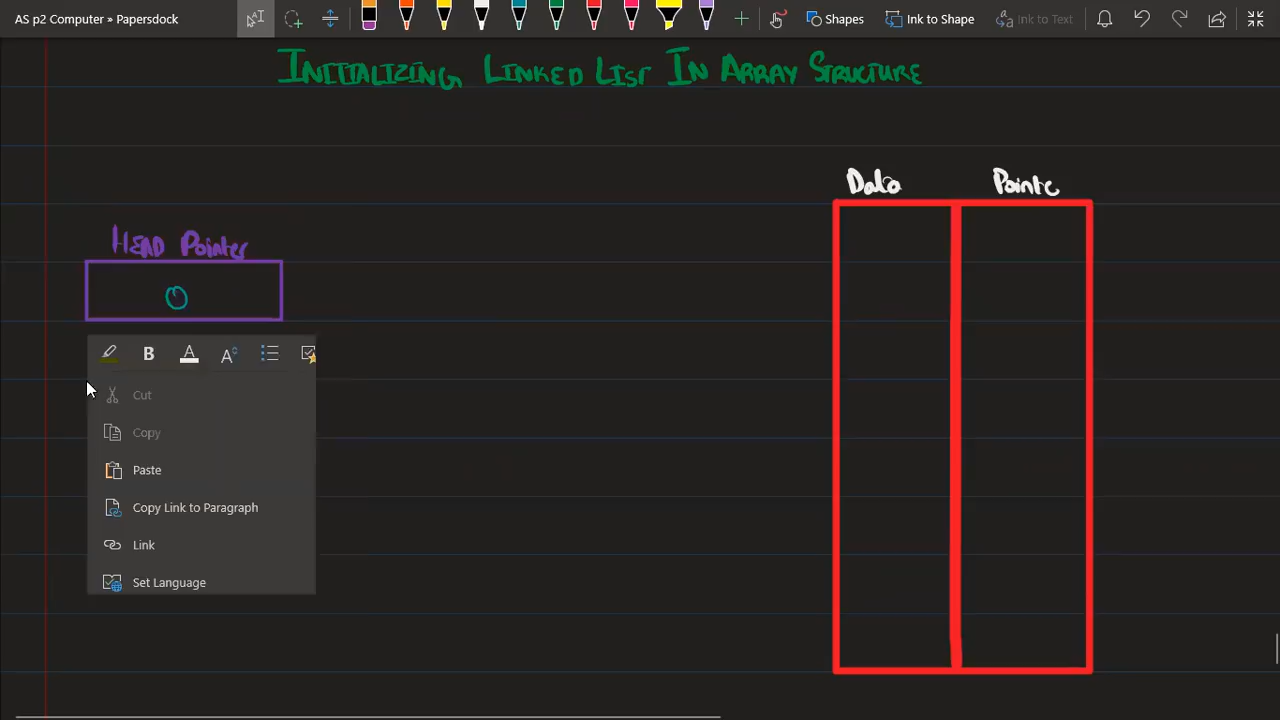 AS p2 Computer » Papersdock
Shapes
Ink to Shape
Ink to Text
INITIALIZING LINKED LIST IN ARRAY STRUCTURE
Data Pointe
HEAD Pointer
0
B A A
Cut
Copy
Paste
Copy Link to Paragraph
Link
Set Language